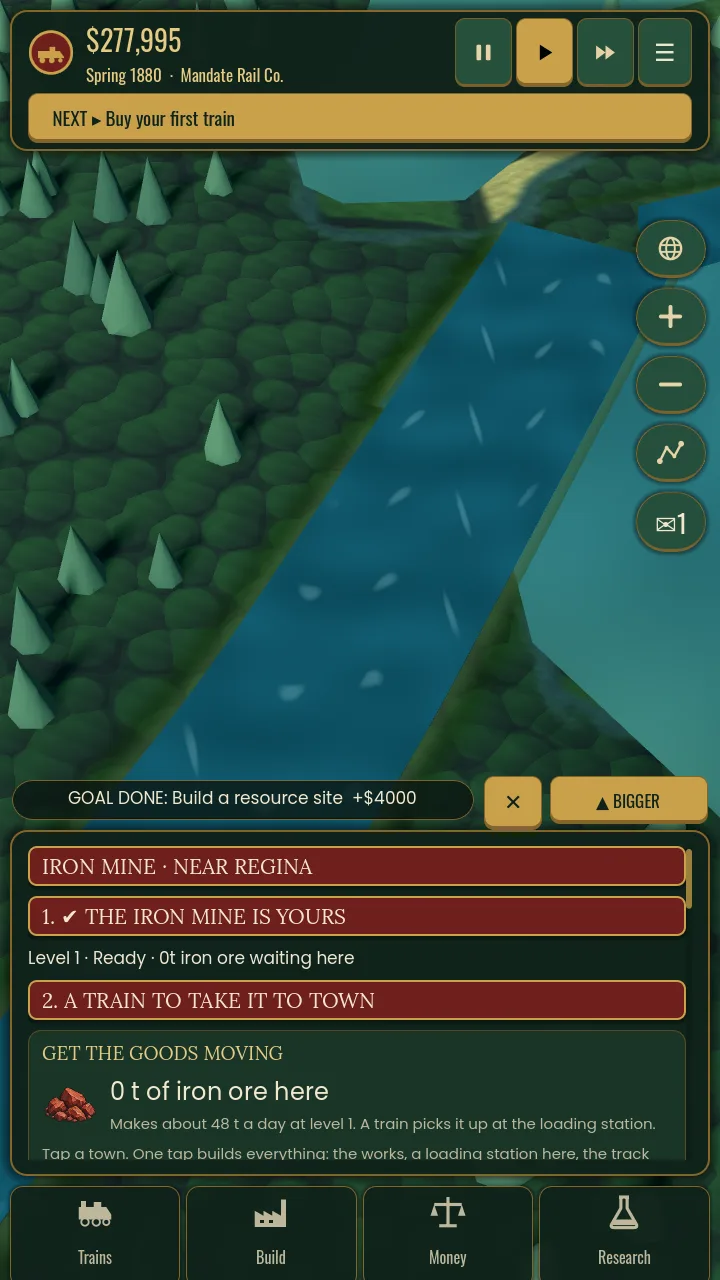 $277,995
Spring 1880 · Mandate Rail Co.
NEXT ▸ Buy your first train
✉1
GOAL DONE: Build a resource site +$4000
✕
▲ BIGGER
IRON MINE · NEAR REGINA
1. ✔ THE IRON MINE IS YOURS
Level 1 · Ready · 0t iron ore waiting here
2. A TRAIN TO TAKE IT TO TOWN
GET THE GOODS MOVING
0 t of iron ore here
Makes about 48 t a day at level 1. A train picks it up at the loading station.
Tap a town. One tap builds everything: the works, a loading station here, the track
Trains
Build
Money
Research